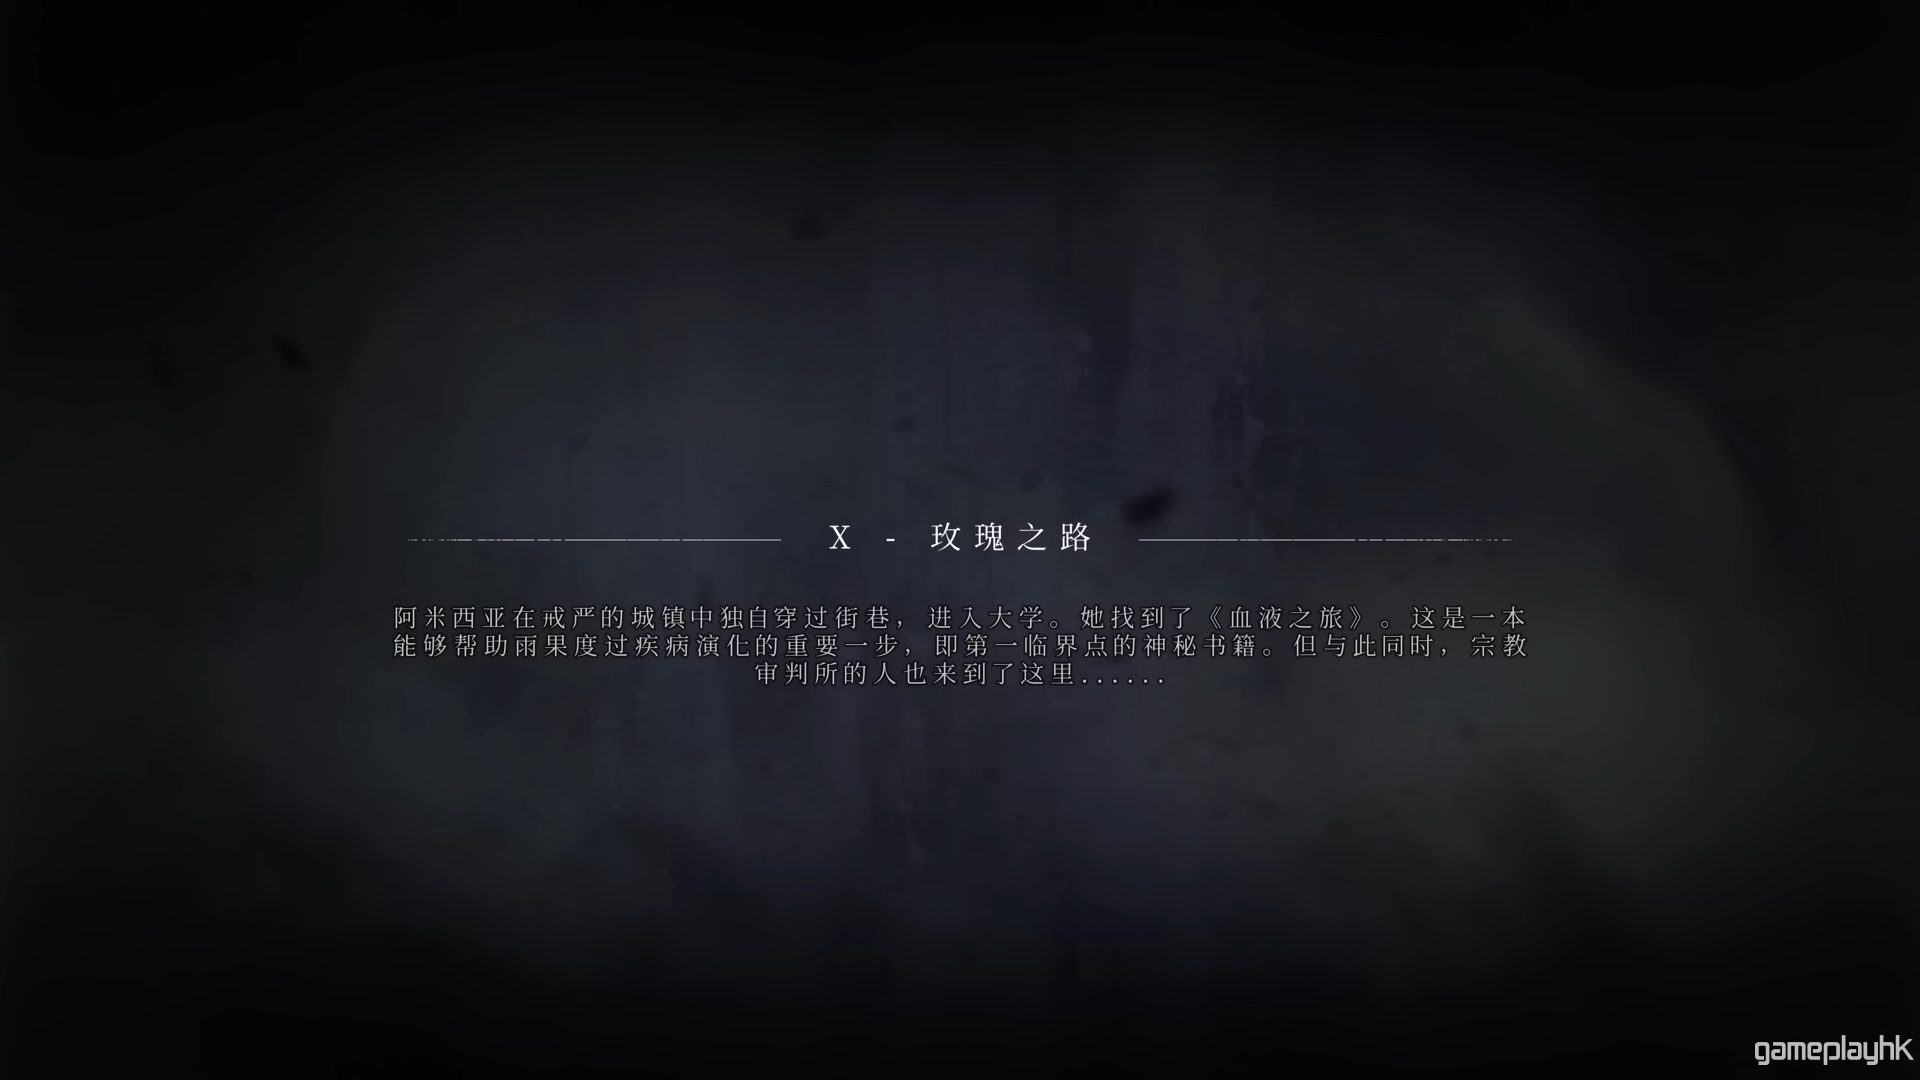 X - 玫瑰之路
阿米西亚在戒严的城镇中独自穿过街巷，进入大学。她找到了《血液之旅》。这是一本
能够帮助雨果度过疾病演化的重要一步，即第一临界点的神秘书籍。但与此同时，宗教
审判所的人也来到了这里......
gameplayhk